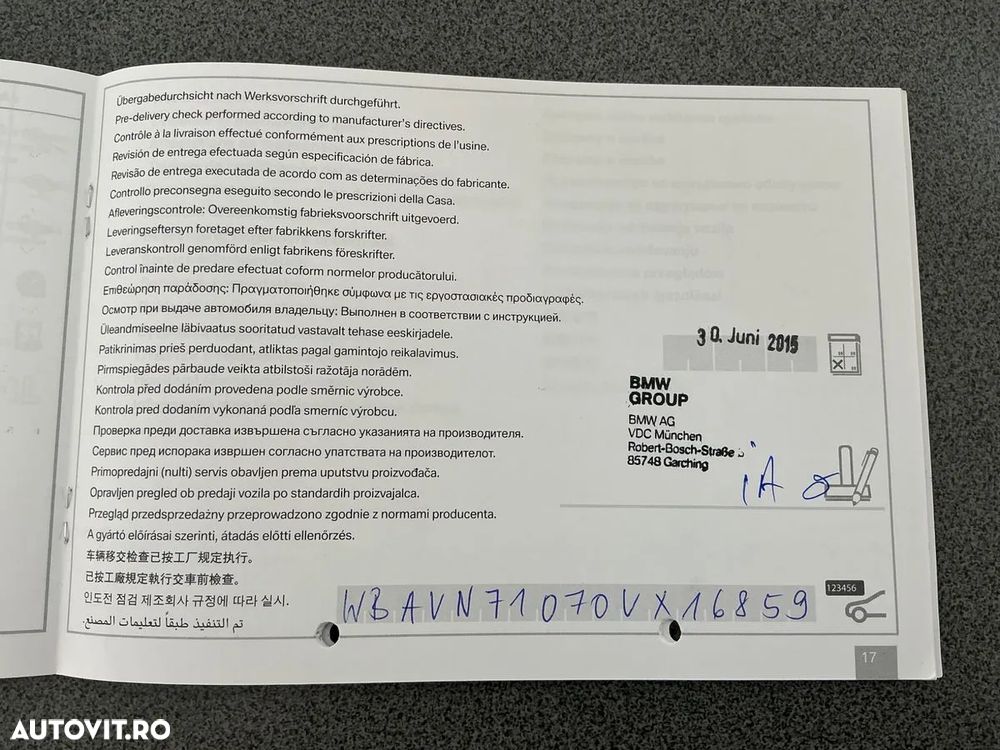 Übergabedurchsicht nach Werksvorschrift durchgeführt.
Pre-delivery check performed according to manufacturer's directives.
Contrôle à la livraison effectué conformément aux prescriptions de l'usine.
Revisión de entrega efectuada según especificación de fábrica.
Revisão de entrega executada de acordo com as determinações do fabricante.
Controllo preconsegna eseguito secondo le prescrizioni della Casa.
Afleveringscontrole: Overeenkomstig fabrieksvoorschrift uitgevoerd.
Leveringseftersyn foretaget efter fabrikkens forskrifter.
Leveranskontroll genomförd enligt fabrikens föreskrifter.
Control înainte de predare efectuat coform normelor producătorului.
Επιθεώρηση παράδοσης: Πραγματοποιήθηκε σύμφωνα με τις εργοστασιακές προδιαγραφές.
Осмотр при выдаче автомобиля владельцу: Выполнен в соответствии с инструкцией.
Üleandmiseelne läbivaatus sooritatud vastavalt tehase eeskirjadele.
Patikrinimas prieš perduodant, atliktas pagal gamintojo reikalavimus.
Pirmspiegādes pārbaude veikta atbilstoši ražotāja norādēm.
Kontrola před dodáním provedena podle směrnic výrobce.
Kontrola pred dodaním vykonaná podľa smerníc výrobcu.
Проверка преди доставка извършена съгласно указанията на производителя.
Сервис пред испорака извршен согласно упатствата на производителот.
Primopredajni (nulti) servis obavljen prema uputstvu proizvođača.
Opravljen pregled ob predaji vozila po standardih proizvajalca.
Przegląd przedsprzedażny przeprowadzono zgodnie z normami producenta.
A gyártó előírásai szerinti, átadás előtti ellenőrzés.
车辆移交检查已按工厂规定执行。
已按工廠規定執行交車前檢查。
인도전 점검 제조회사 규정에 따라 실시.
تم التنفيذ طبقاً لتعليمات المصنع.
30. Juni 2015
BMW
GROUP
BMW AG
VDC München
Robert-Bosch-Straße
85748 Garching
1A
123456
WBAVN71070VX16859
17
AUTOVIT.RO